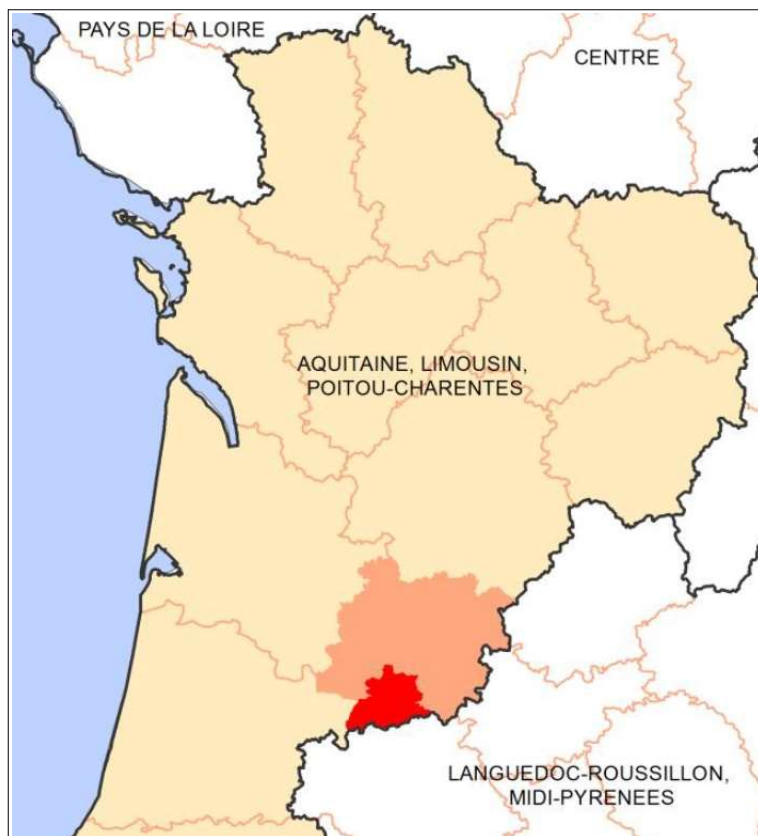 PAYS DE LA LOIRE
CENTRE
AQUITAINE, LIMOUSIN,
POITOU-CHARENTES
LANGUEDOC-ROUSSILLON,
MIDI-PYRENEES